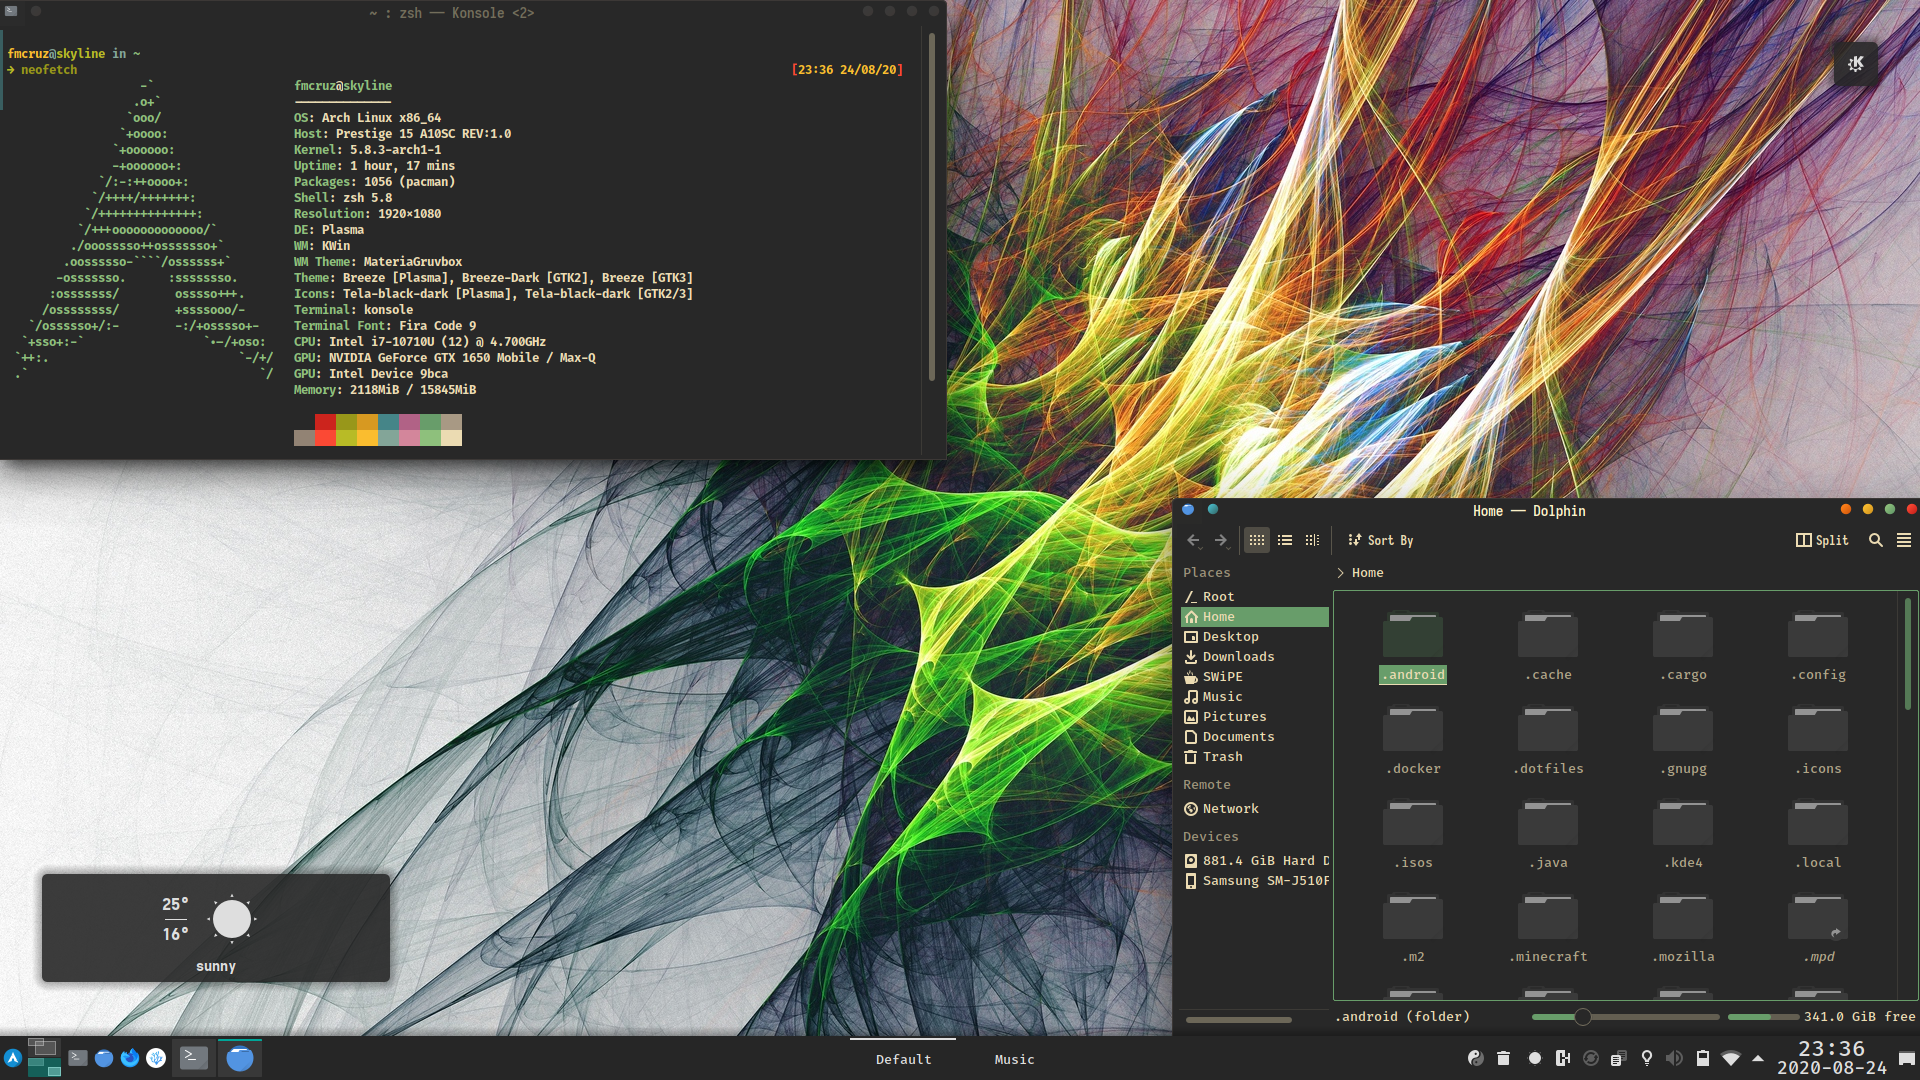 ~ : zsh — Konsole <2>
fmcruz@skyline in ~
→ neofetch
[23:36 24/08/20]
fmcruz@skyline
OS: Arch Linux x86_64
Host: Prestige 15 A10SC REV:1.0
Kernel: 5.8.3-arch1-1
Uptime: 1 hour, 17 mins
Packages: 1056 (pacman)
Shell: zsh 5.8
Resolution: 1920×1080
DE: Plasma
WM: KWin
WM Theme: MateriaGruvbox
Theme: Breeze [Plasma], Breeze-Dark [GTK2], Breeze [GTK3]
Icons: Tela-black-dark [Plasma], Tela-black-dark [GTK2/3]
Terminal: konsole
Terminal Font: Fira Code 9
CPU: Intel i7-10710U (12) @ 4.700GHz
GPU: NVIDIA GeForce GTX 1650 Mobile / Max-Q
GPU: Intel Device 9bca
Memory: 2118MiB / 15845MiB
Home — Dolphin
Sort By
Split
Places
Root
Home
Desktop
Downloads
SWiPE
Music
Pictures
Documents
Trash
Remote
Network
Devices
881.4 GiB Hard D
Samsung SM-J510F
> Home
.android
.cache
.cargo
.config
.docker
.dotfiles
.gnupg
.icons
.isos
.java
.kde4
.local
.m2
.minecraft
.mozilla
.mpd
.android (folder)
341.0 GiB free
25°
16°
sunny
Default
Music
23:36
2020-08-24